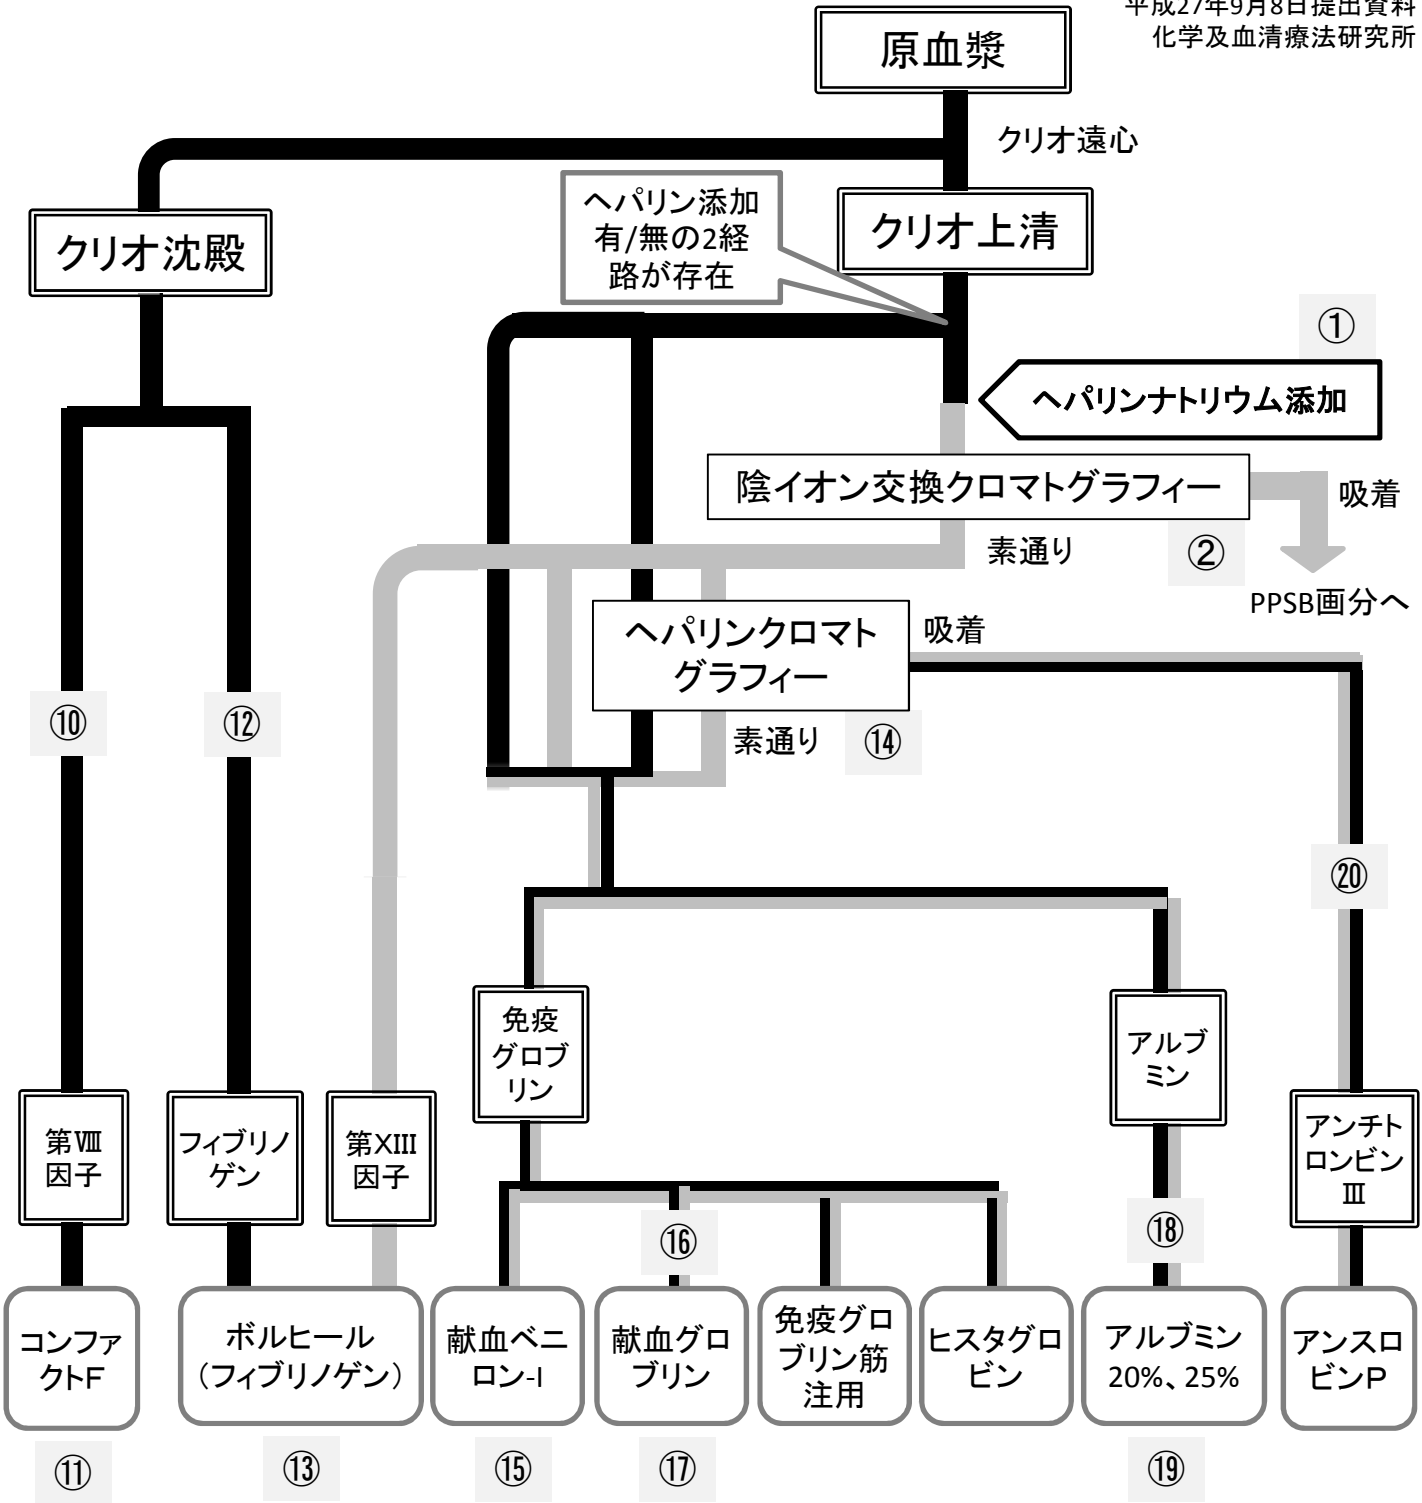 平成27年9月8日提出資料
化学及血清療法研究所
原血漿
クリオ遠心
ヘパリン添加
有/無の2経
路が存在
クリオ上清
クリオ沈殿
①
ヘパリンナトリウム添加
陰イオン交換クロマトグラフィー
吸着
素通り
②
PPSB画分へ
ヘパリンクロマト
グラフィー
吸着
素通り
⑭
⑩
⑫
⑳
免疫
グロブ
リン
アルブ
ミン
第Ⅷ
因子
フィブリノ
ゲン
第XIII
因子
アンチト
ロンビン
Ⅲ
⑯
⑱
コンファ
クトF
ボルヒール
（フィブリノゲン）
献血ベニ
ロン-I
献血グロ
ブリン
免疫グロ
ブリン筋
注用
ヒスタグロ
ビン
アルブミン
20%、25%
アンスロ
ビンP
⑪
⑬
⑮
⑰
⑲